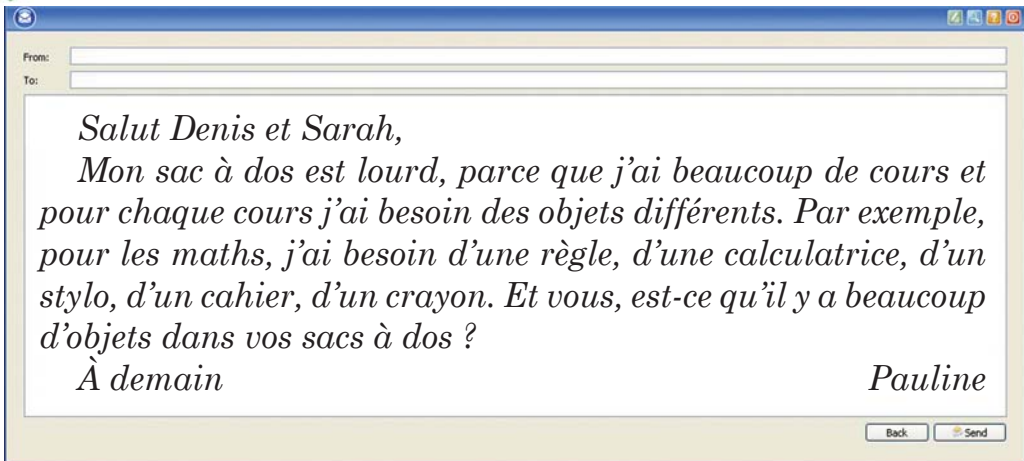 From:
To:
Salut Denis et Sarah,
Mon sac à dos est lourd, parce que j'ai beaucoup de cours et
pour chaque cours j'ai besoin des objets différents. Par exemple,
pour les maths, j'ai besoin d'une règle, d'une calculatrice, d'un
stylo, d'un cahier, d'un crayon. Et vous, est-ce qu'il y a beaucoup
d'objets dans vos sacs à dos ?
À demain Pauline
Back Send